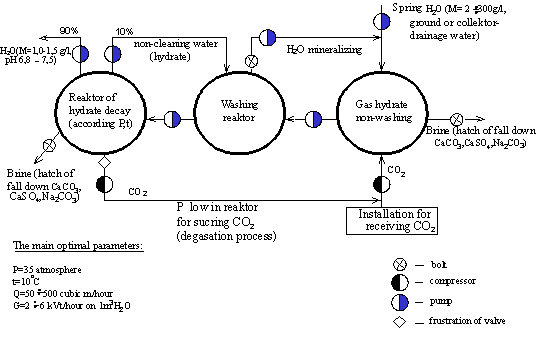 90%
10%
Spring H₂O (M= 2 ÷300g/l,
ground or collektor-
drainage water)
H₂O(M=1,0-1,5 g/l
pH 6,8 - 7,5)
non-cleaning water
(hydrate)
H₂O mineralizing
Reaktor of
hydrate decay
(according P,t)
Washing
reaktor
Gas hydrate
non-washing
Brine (hatch of fall down
CaCO₃,CaSO₄,Na₂CO₃)
Brine (hatch of
fall down CaCO₃,
CaSO₄,Na₂CO₃)
CO₂
CO₂
P low in reaktor
for sucring CO₂
(degasation process)
Installation for
receiving CO₂
The main optimal parameters:
P=35 atmosphere
t=10°C
Q=50÷500 cubic m/hour
G=2÷6 kVt/hour on 1m³H₂O
— bolt
— compressor
— pump
— frustration of valve